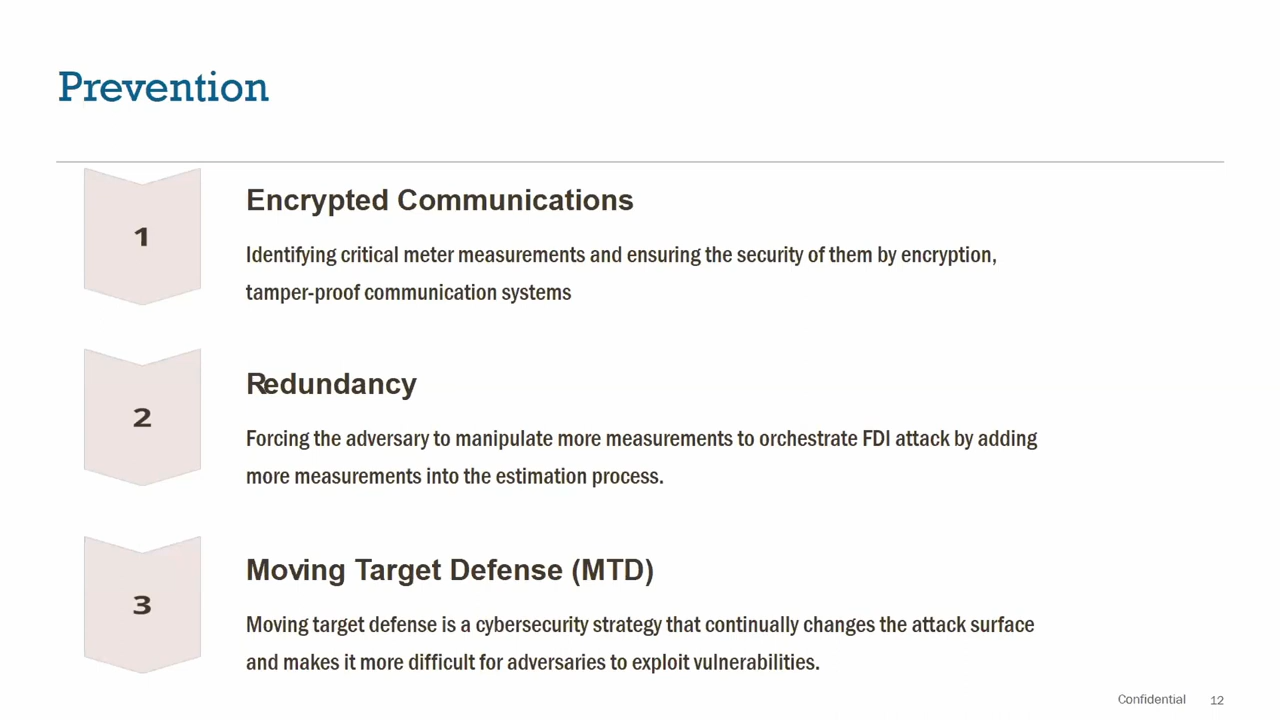 Prevention
1
Encrypted Communications
Identifying critical meter measurements and ensuring the security of them by encryption,
tamper-proof communication systems
2
Redundancy
Forcing the adversary to manipulate more measurements to orchestrate FDI attack by adding
more measurements into the estimation process.
3
Moving Target Defense (MTD)
Moving target defense is a cybersecurity strategy that continually changes the attack surface
and makes it more difficult for adversaries to exploit vulnerabilities.
Confidential 12